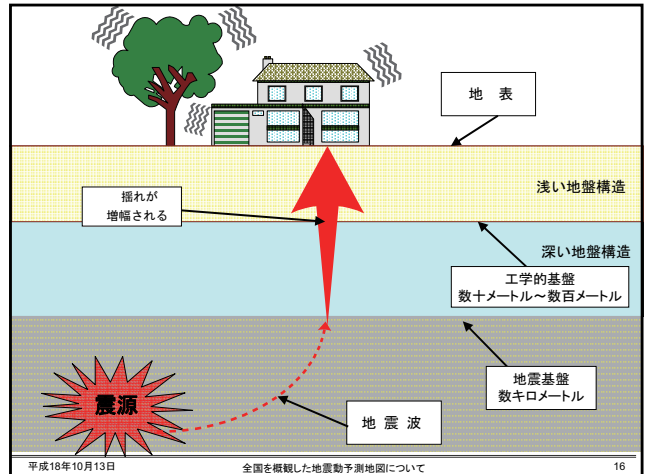 地 表
浅い地盤構造
揺れが
増幅される
深い地盤構造
工学的基盤
数十メートル～数百メートル
地震基盤
数キロメートル
震源
地 震 波
平成18年10月13日
全国を概観した地震動予測地図について
16